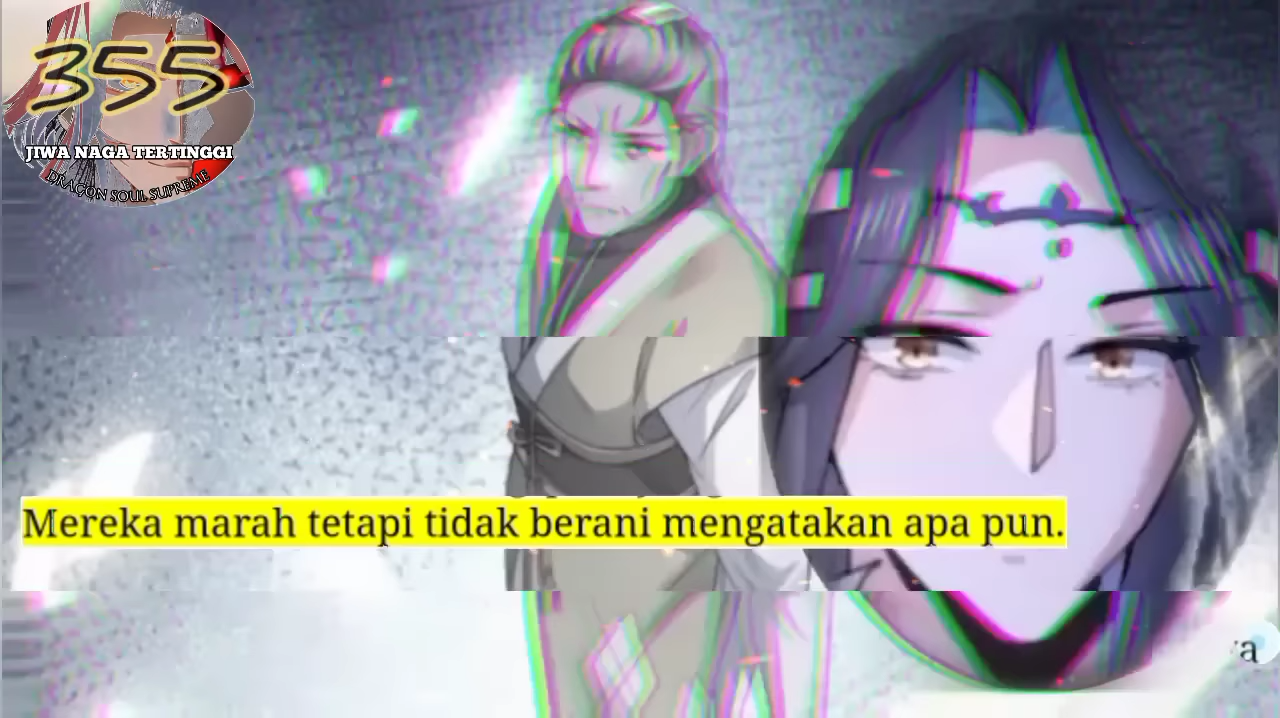 355
JIWA NAGA TERTINGGI
DRAGON SOUL SUPREME
Mereka marah tetapi tidak berani mengatakan apa pun.